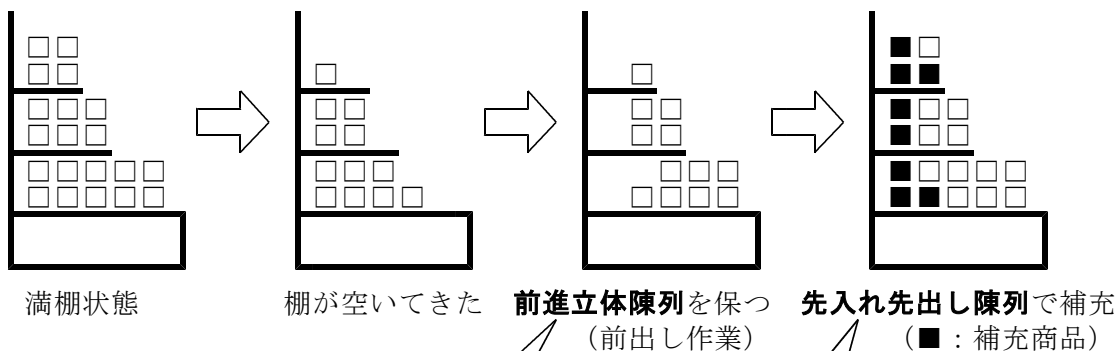 満棚状態
棚が空いてきた
前進立体陳列を保つ
（前出し作業）
先入れ先出し陳列で補充
（■：補充商品）